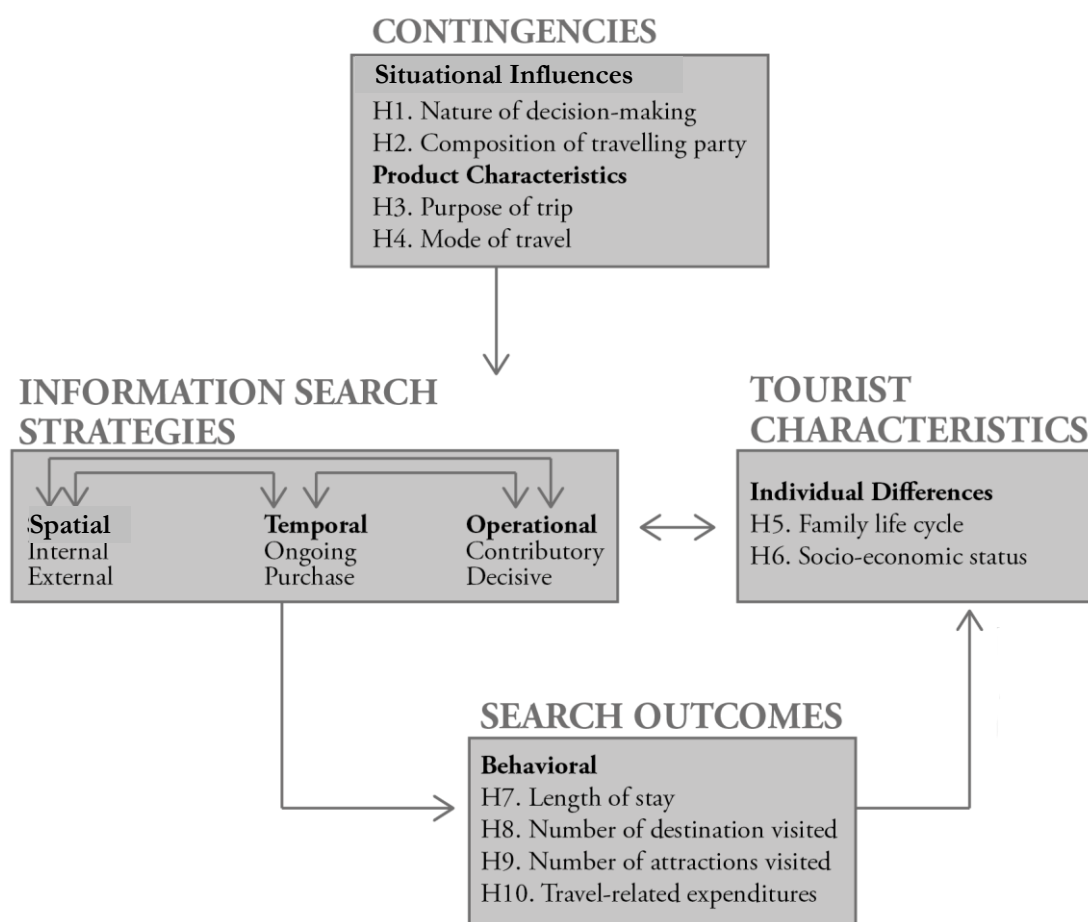 CONTINGENCIES
Situational Influences
H1. Nature of decision-making
H2. Composition of travelling party
Product Characteristics
H3. Purpose of trip
H4. Mode of travel
INFORMATION SEARCH
STRATEGIES
Spatial
Internal
External
Temporal
Ongoing
Purchase
Operational
Contributory
Decisive
TOURIST
CHARACTERISTICS
Individual Differences
H5. Family life cycle
H6. Socio-economic status
SEARCH OUTCOMES
Behavioral
H7. Length of stay
H8. Number of destination visited
H9. Number of attractions visited
H10. Travel-related expenditures